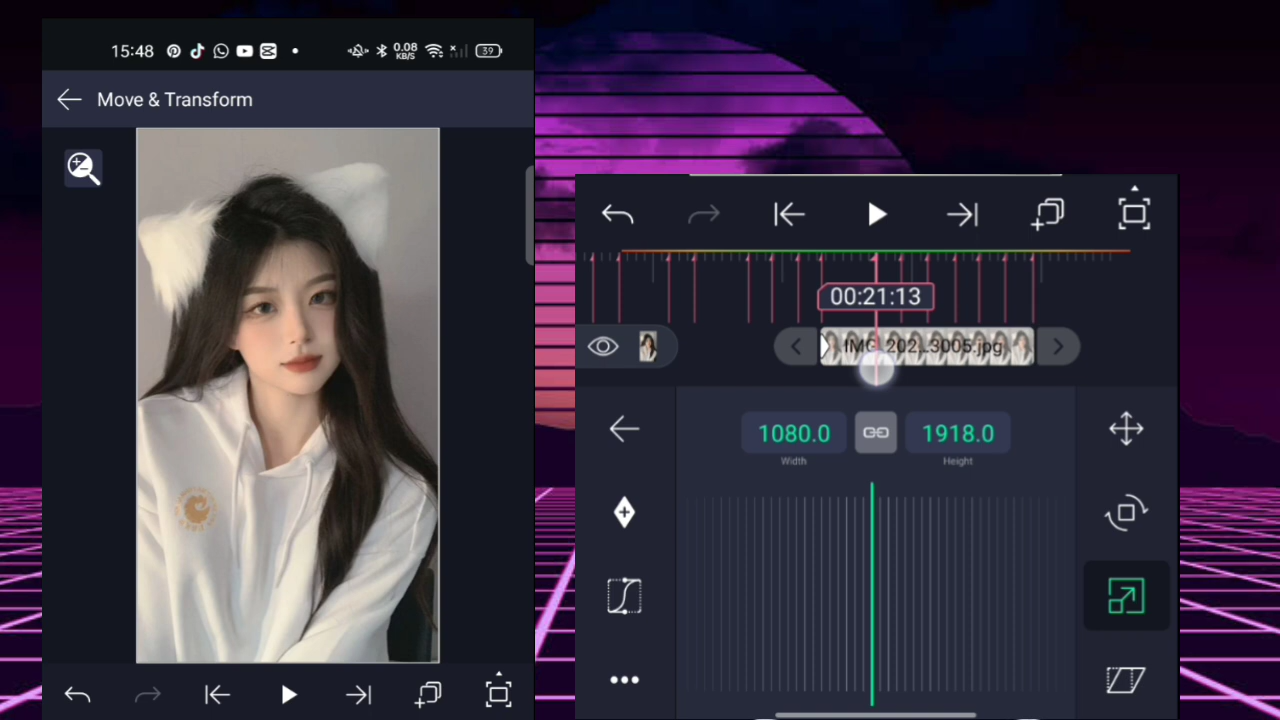 15:48
0.08
KB/S
39
Move & Transform
00:21:13
IMG_202...3005.jpg
1080.0
1918.0
Width
Height